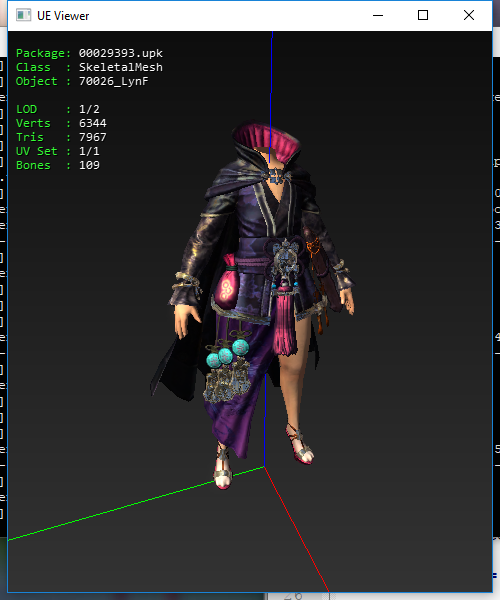 UE Viewer
Package: 00029393.upk
Class : SkeletalMesh
Object : 70026_LynF
LOD : 1/2
Verts : 6344
Tris : 7967
UV Set : 1/1
Bones : 109
26